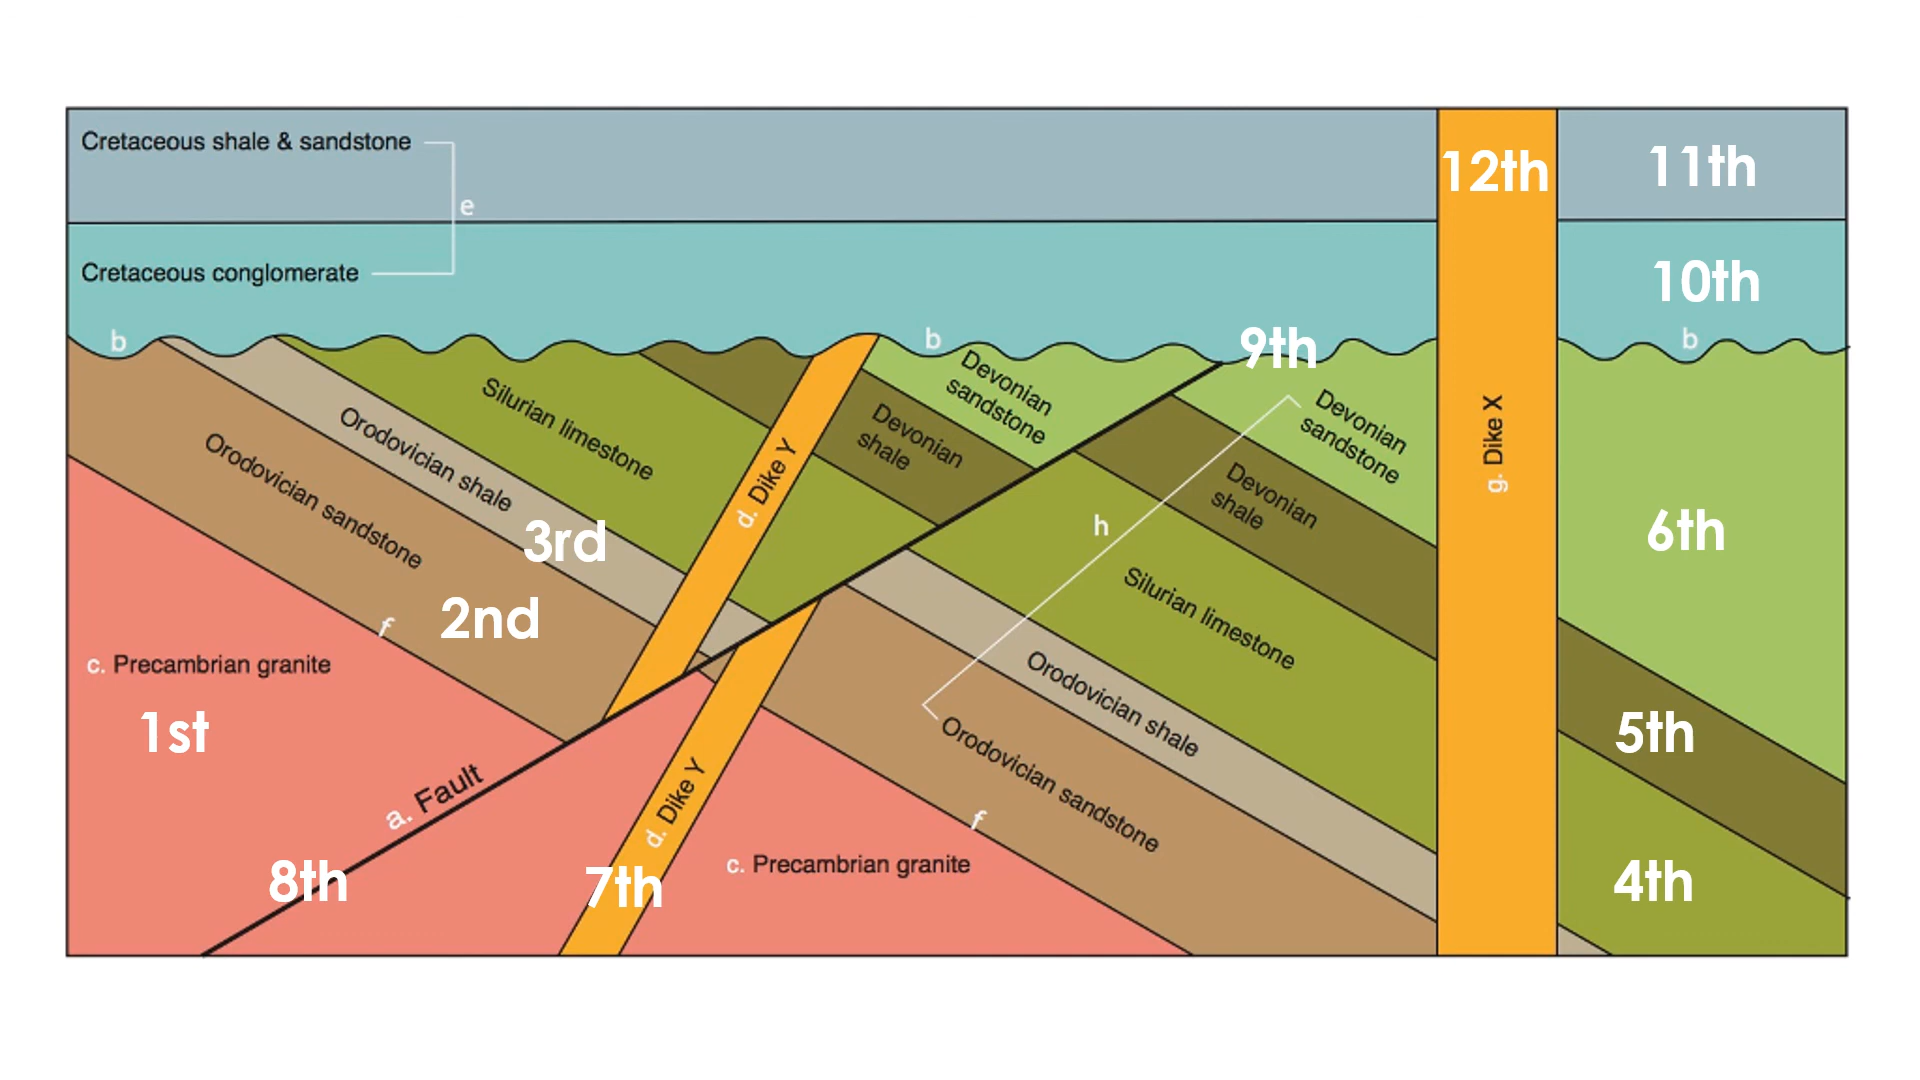 Cretaceous shale & sandstone
12th
11th
e
Cretaceous conglomerate
10th
b
b
9th
b
Devonian
sandstone
Devonian
sandstone
Silurian limestone
Orodovician shale
Orodovician sandstone
Devonian
shale
d. Dike Y
g. Dike X
Devonian
shale
h
6th
3rd
2nd
Silurian limestone
f
c. Precambrian granite
1st
Orodovician shale
Orodovician sandstone
5th
a. Fault
d. Dike Y
f
c. Precambrian granite
8th
7th
4th